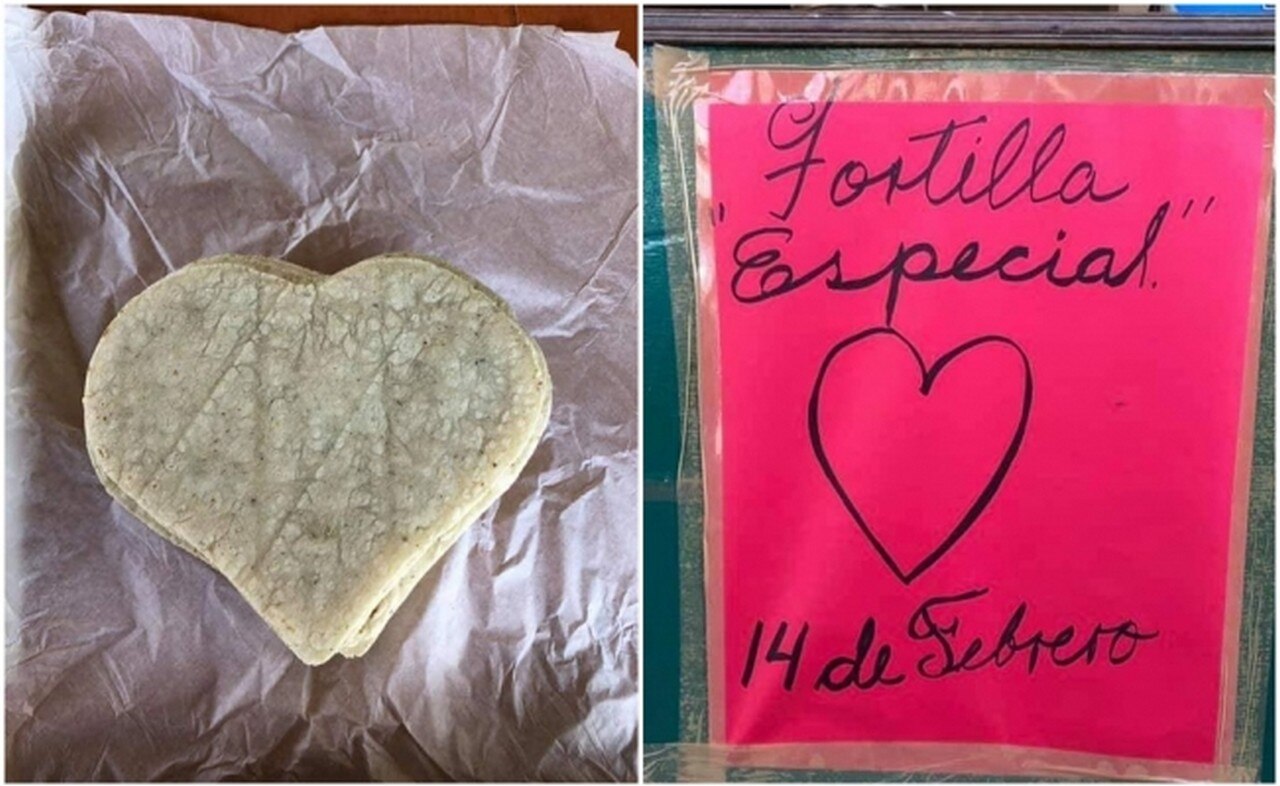 Tortilla
"Especial."
14 de Febrero